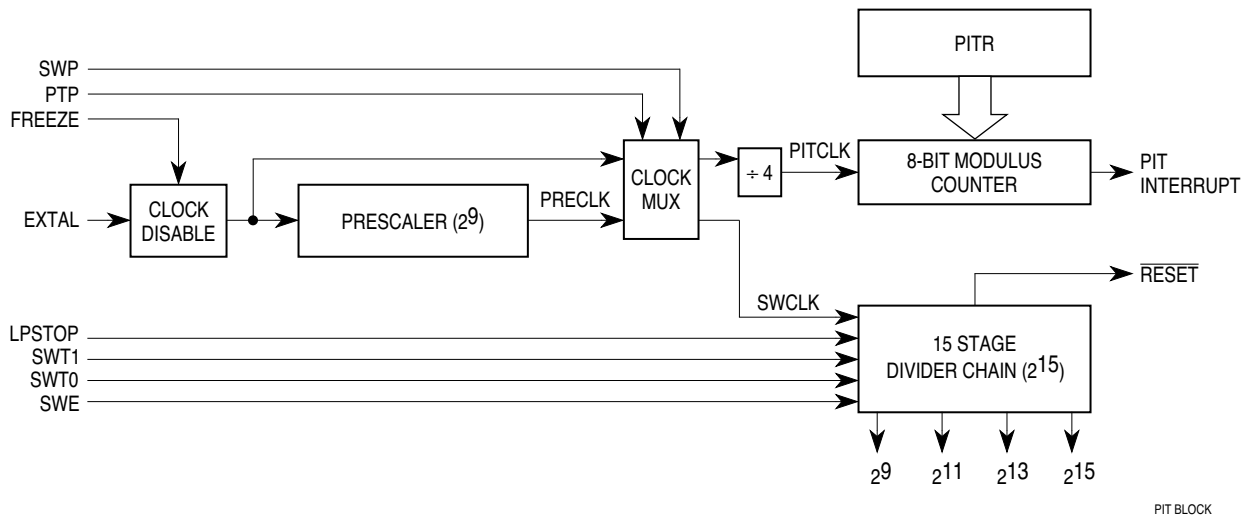 PITR
SWP
PTP
FREEZE
CLOCK
MUX
÷ 4
PITCLK
8-BIT MODULUS
COUNTER
PIT
INTERRUPT
EXTAL
CLOCK
DISABLE
PRESCALER (2⁹)
PRECLK
RESET
SWCLK
LPSTOP
SWT1
SWT0
SWE
15 STAGE
DIVIDER CHAIN (2¹⁵)
2⁹
2¹¹
2¹³
2¹⁵
PIT BLOCK